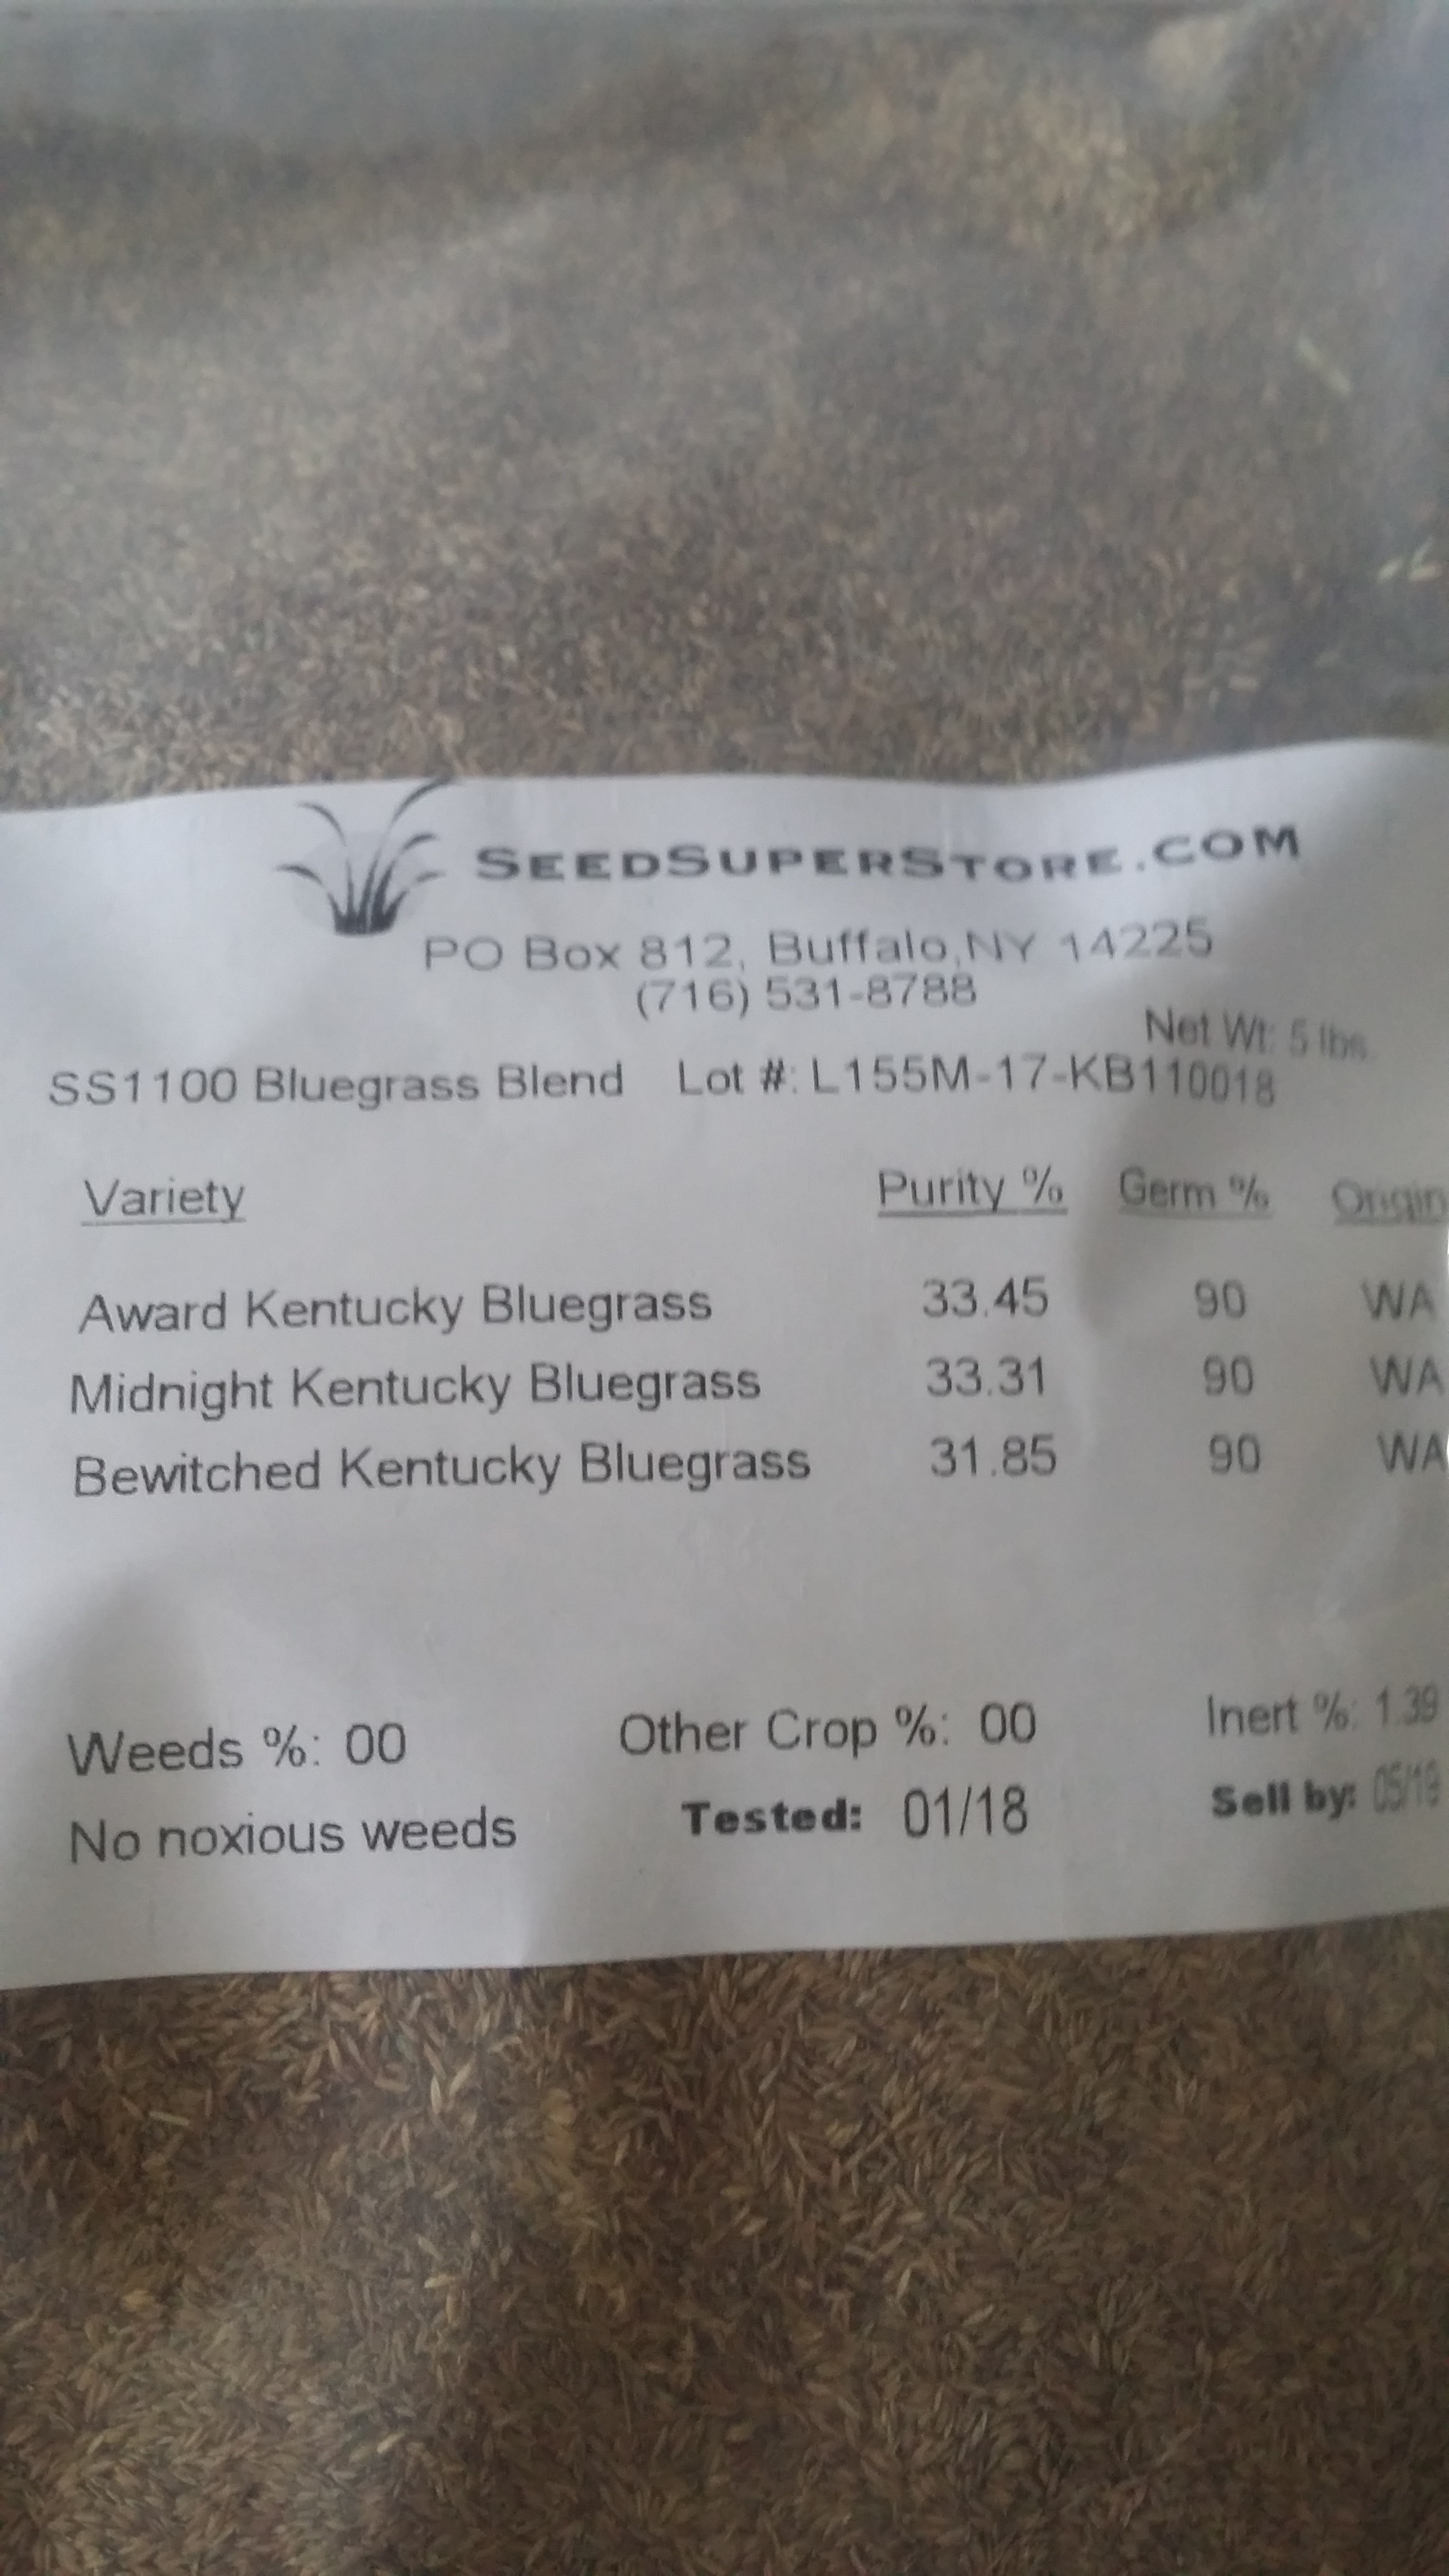 SEEDSUPERSTORE.COM
PO Box 812, Buffalo,NY 14225
(716) 531-8788
Net Wt: 5 lbs.
SS1100 Bluegrass Blend Lot #: L155M-17-KB110018
Variety Purity % Germ % Origin
Award Kentucky Bluegrass 33.45 90 WA
Midnight Kentucky Bluegrass 33.31 90 WA
Bewitched Kentucky Bluegrass 31.85 90 WA
Weeds %: 00 Other Crop %: 00 Inert %: 1.39
No noxious weeds Tested: 01/18 Sell by: 05/19